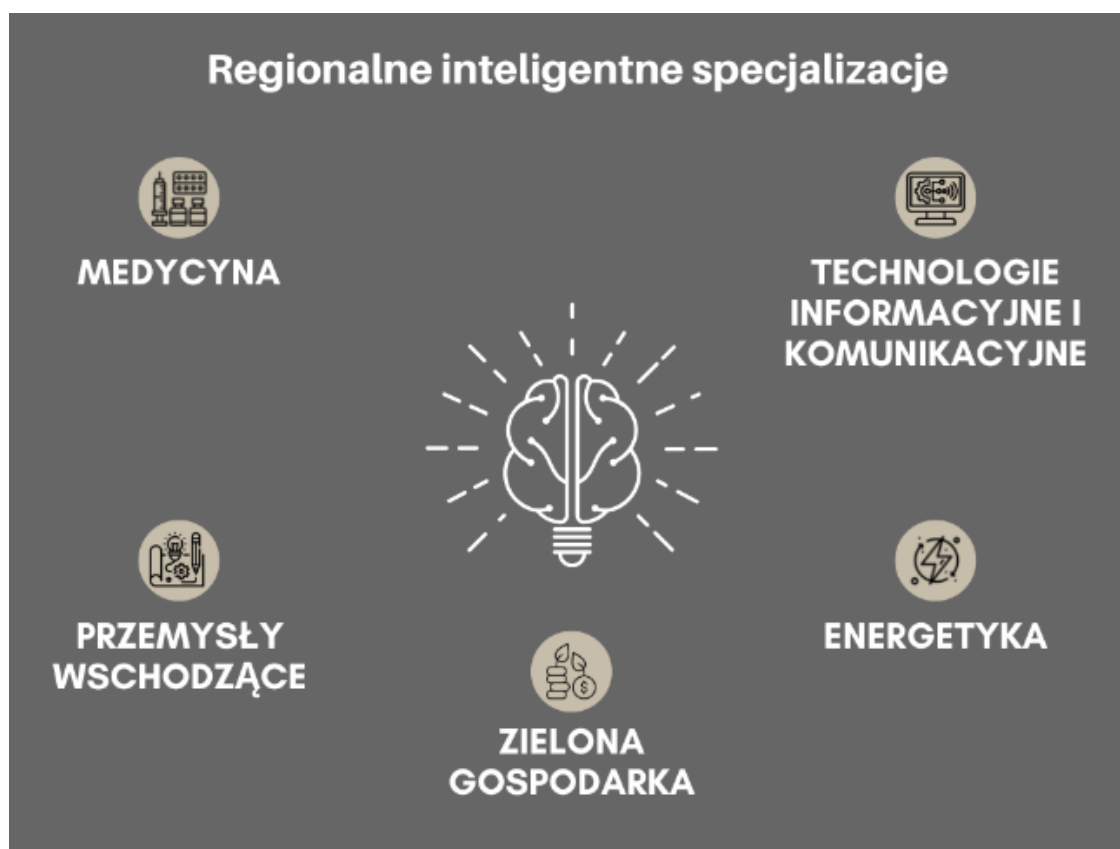 Regionalne inteligentne specjalizacje
MEDYCYNA
TECHNOLOGIE
INFORMACYJNE I
KOMUNIKACYJNE
PRZEMYSŁY
WSCHODZĄCE
ENERGETYKA
ZIELONA
GOSPODARKA